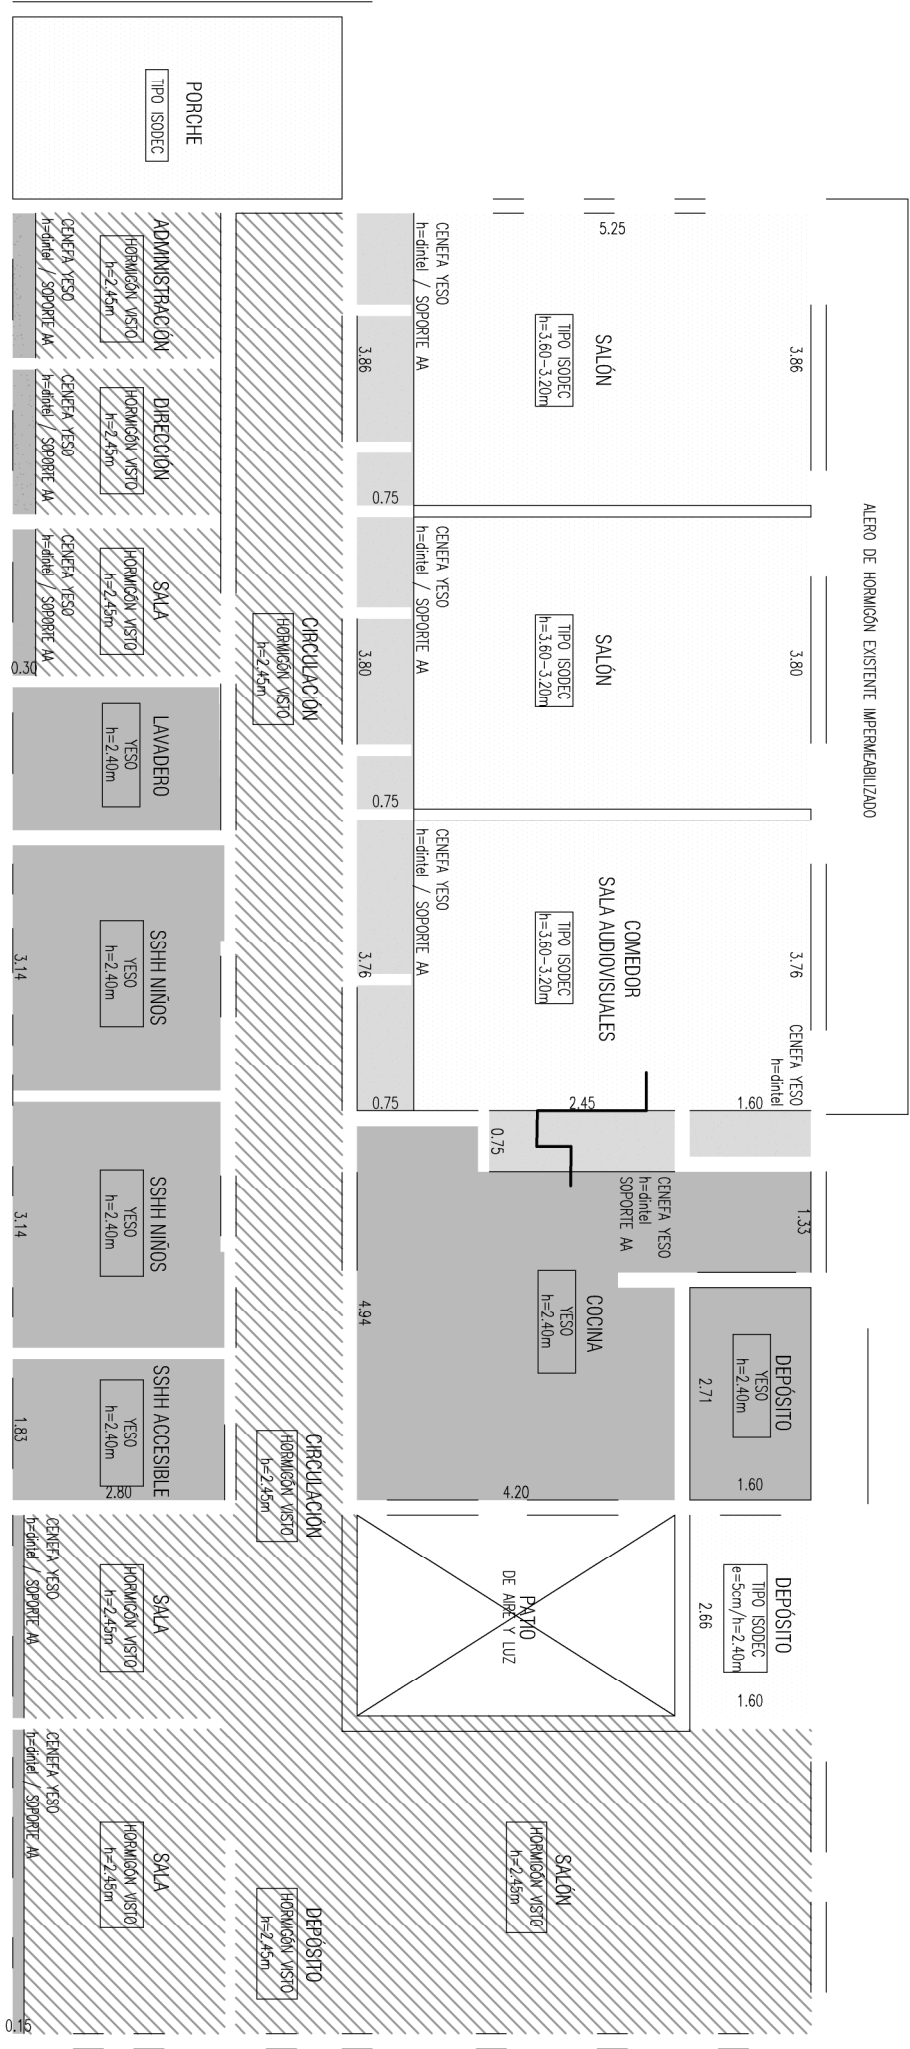 PORCHE
TIPO ISODEC
ADMINISTRACIÓN
HORMIGÓN VISTO
h=2.45m
CENEFA YESO
h=dintel / SOPORTE AA
DIRECCIÓN
HORMIGÓN VISTO
h=2.45m
CENEFA YESO
h=dintel / SOPORTE AA
SALA
HORMIGÓN VISTO
h=2.45m
CENEFA YESO
h=dintel / SOPORTE AA
0.30
LAVADERO
YESO
h=2.40m
SSHH NIÑOS
YESO
h=2.40m
3.14
SSHH NIÑOS
YESO
h=2.40m
3.14
SSHH ACCESIBLE
YESO
h=2.40m
1.83
2.80
SALA
HORMIGÓN VISTO
h=2.45m
CENEFA YESO
h=dintel / SOPORTE AA
SALA
HORMIGÓN VISTO
h=2.45m
CENEFA YESO
h=dintel / SOPORTE AA
0.15
CIRCULACIÓN
HORMIGÓN VISTO
h=2.45m
CIRCULACIÓN
HORMIGÓN VISTO
h=2.45m
DEPÓSITO
HORMIGÓN VISTO
h=2.45m
5.25
SALÓN
TIPO ISODEC
h=3.60-3.20m
CENEFA YESO
h=dintel / SOPORTE AA
3.86
3.86
0.75
SALÓN
TIPO ISODEC
h=3.60-3.20m
CENEFA YESO
h=dintel / SOPORTE AA
3.80
3.80
0.75
COMEDOR
SALA AUDIOVISUALES
TIPO ISODEC
h=3.60-3.20m
CENEFA YESO
h=dintel / SOPORTE AA
3.76
3.76
0.75
CENEFA YESO
h=dintel
2.45
1.60
0.75
CENEFA YESO
h=dintel
SOPORTE AA
1.33
COCINA
YESO
h=2.40m
4.94
4.20
DEPÓSITO
YESO
h=2.40m
2.71
1.60
PATIO
DE AIRE Y LUZ
DEPÓSITO
TIPO ISODEC
e=5cm/h=2.40m
2.66
1.60
SALÓN
HORMIGÓN VISTO
h=2.45m
ALERO DE HORMIGÓN EXISTENTE IMPERMEABILIZADO